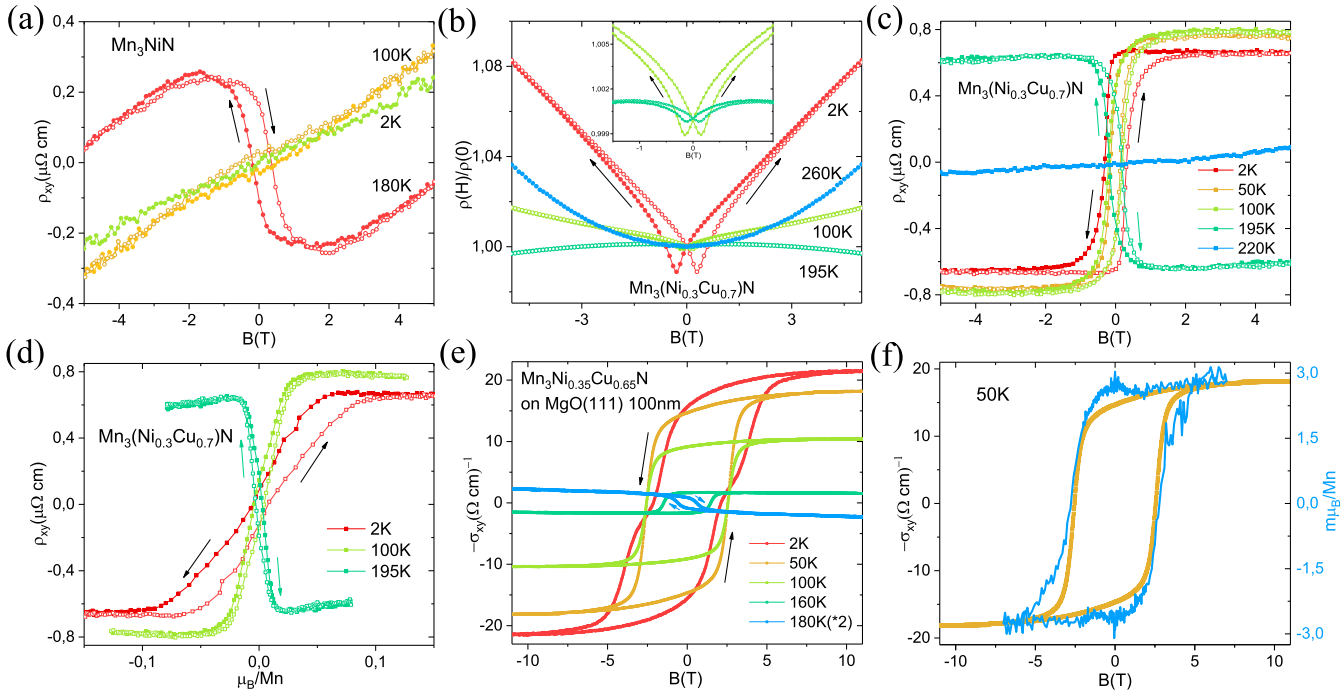 (a)
Mn₃NiN
0,4
0,2
0,0
-0,2
0,4
ρxy(μΩ cm)
-4
-2
0
2
4
B(T)
100K
2K
180K
(b)
1,08
1,04
1,00
ρ(H)/ρ(0)
-3
0
3
B(T)
1,005
1,002
0,999
-1
0
1
B(T)
2K
260K
100K
195K
Mn₃(Ni₀.₃Cu₀.₇)N
(c)
0,8
0,4
0,0
-0,4
-0,8
ρxy(μΩ cm)
-4
-2
0
2
4
B(T)
Mn₃(Ni₀.₃Cu₀.₇)N
2K
50K
100K
195K
220K
(d)
0,8
0,4
0,0
-0,4
0,8
ρxy(μΩ cm)
-0,1
0,0
0,1
μB/Mn
Mn₃(Ni₀.₃Cu₀.₇)N
2K
100K
195K
(e)
Mn₃Ni₀.₃₅Cu₀.₆₅N
on MgO(111) 100nm
20
15
10
5
0
-5
-10
-15
-20
−σxy(Ω cm)⁻¹
-10
-5
0
5
10
B(T)
2K
50K
100K
160K
180K(*2)
(f)
50K
20
10
0
-10
-20
−σxy(Ω cm)⁻¹
-10
-5
0
5
10
B(T)
3,0
1,5
0,0
-1,5
-3,0
mμB/Mn